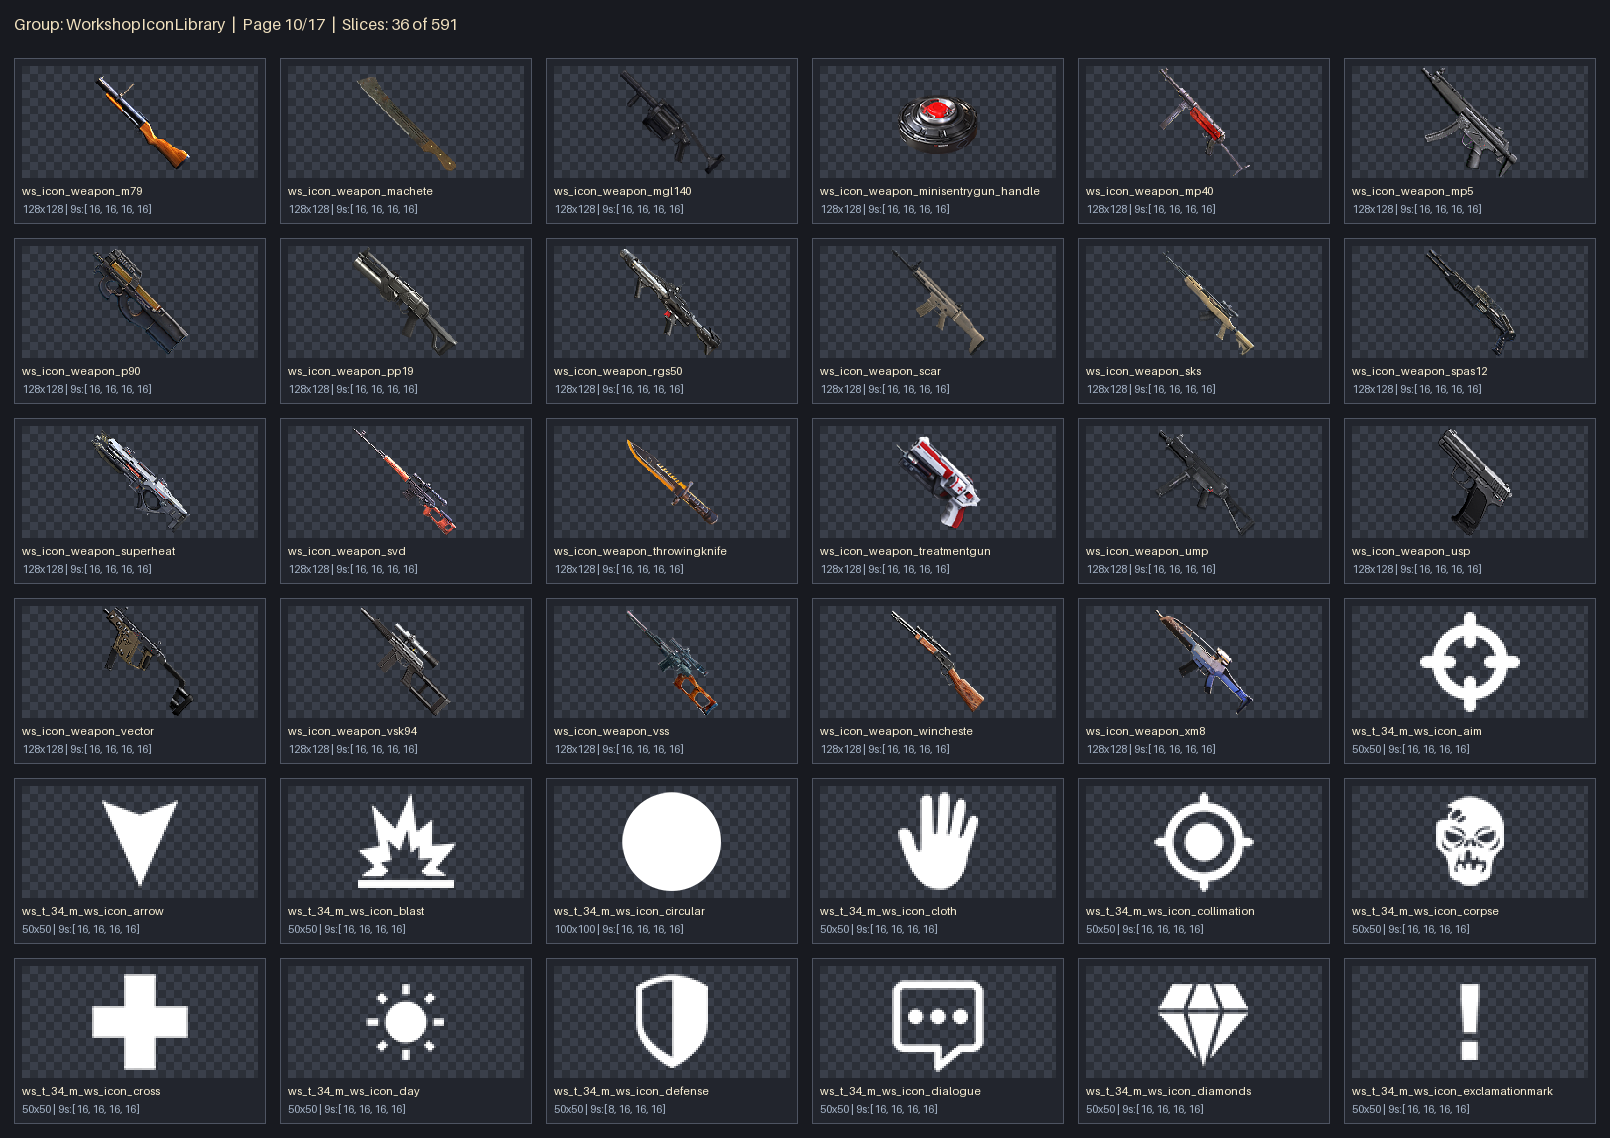 Group: WorkshopIconLibrary | Page 10/17 | Slices: 36 of 591
ws_icon_weapon_m79
128x128 | 9s:[16, 16, 16, 16]
ws_icon_weapon_machete
128x128 | 9s:[16, 16, 16, 16]
ws_icon_weapon_mgl140
128x128 | 9s:[16, 16, 16, 16]
ws_icon_weapon_minisentrygun_handle
128x128 | 9s:[16, 16, 16, 16]
ws_icon_weapon_mp40
128x128 | 9s:[16, 16, 16, 16]
ws_icon_weapon_mp5
128x128 | 9s:[16, 16, 16, 16]
ws_icon_weapon_p90
128x128 | 9s:[16, 16, 16, 16]
ws_icon_weapon_pp19
128x128 | 9s:[16, 16, 16, 16]
ws_icon_weapon_rgs50
128x128 | 9s:[16, 16, 16, 16]
ws_icon_weapon_scar
128x128 | 9s:[16, 16, 16, 16]
ws_icon_weapon_sks
128x128 | 9s:[16, 16, 16, 16]
ws_icon_weapon_spas12
128x128 | 9s:[16, 16, 16, 16]
ws_icon_weapon_superheat
128x128 | 9s:[16, 16, 16, 16]
ws_icon_weapon_svd
128x128 | 9s:[16, 16, 16, 16]
ws_icon_weapon_throwingknife
128x128 | 9s:[16, 16, 16, 16]
ws_icon_weapon_treatmentgun
128x128 | 9s:[16, 16, 16, 16]
ws_icon_weapon_ump
128x128 | 9s:[16, 16, 16, 16]
ws_icon_weapon_usp
128x128 | 9s:[16, 16, 16, 16]
ws_icon_weapon_vector
128x128 | 9s:[16, 16, 16, 16]
ws_icon_weapon_vsk94
128x128 | 9s:[16, 16, 16, 16]
ws_icon_weapon_vss
128x128 | 9s:[16, 16, 16, 16]
ws_icon_weapon_wincheste
128x128 | 9s:[16, 16, 16, 16]
ws_icon_weapon_xm8
128x128 | 9s:[16, 16, 16, 16]
ws_t_34_m_ws_icon_aim
50x50 | 9s:[16, 16, 16, 16]
ws_t_34_m_ws_icon_arrow
50x50 | 9s:[16, 16, 16, 16]
ws_t_34_m_ws_icon_blast
50x50 | 9s:[16, 16, 16, 16]
ws_t_34_m_ws_icon_circular
100x100 | 9s:[16, 16, 16, 16]
ws_t_34_m_ws_icon_cloth
50x50 | 9s:[16, 16, 16, 16]
ws_t_34_m_ws_icon_collimation
50x50 | 9s:[16, 16, 16, 16]
ws_t_34_m_ws_icon_corpse
50x50 | 9s:[16, 16, 16, 16]
ws_t_34_m_ws_icon_cross
50x50 | 9s:[16, 16, 16, 16]
ws_t_34_m_ws_icon_day
50x50 | 9s:[16, 16, 16, 16]
ws_t_34_m_ws_icon_defense
50x50 | 9s:[8, 16, 16, 16]
ws_t_34_m_ws_icon_dialogue
50x50 | 9s:[16, 16, 16, 16]
ws_t_34_m_ws_icon_diamonds
50x50 | 9s:[16, 16, 16, 16]
ws_t_34_m_ws_icon_exclamationmark
50x50 | 9s:[16, 16, 16, 16]